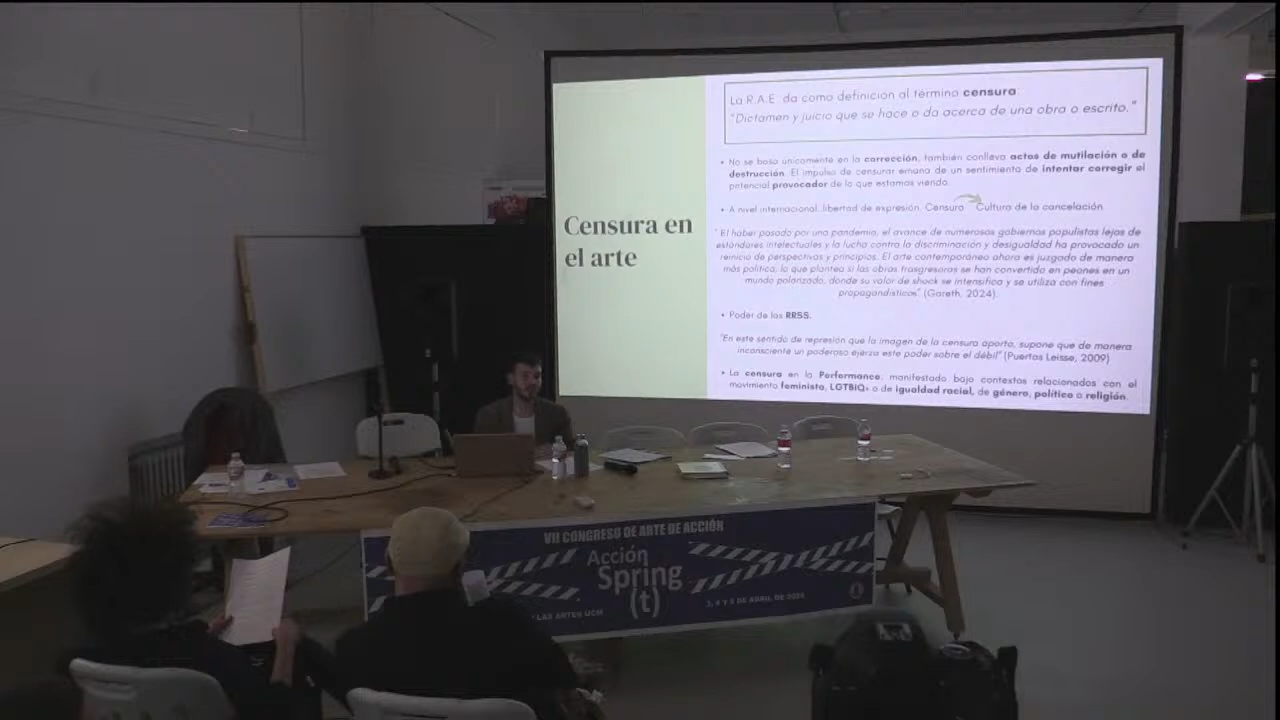 Censura en
el arte
La R.A.E. da como definición al término censura:
"Dictamen y juicio que se hace o da acerca de una obra o escrito."
• No se basa únicamente en la corrección, también conlleva actos de mutilación o de
destrucción. El impulso de censurar emana de un sentimiento de intentar corregir el
potencial provocador de lo que estamos viendo.
• A nivel internacional, libertad de expresión. Censura Cultura de la cancelación.
"El haber pasado por una pandemia, el avance de numerosos gobiernos populistas lejos de
estándares intelectuales y la lucha contra la discriminación y desigualdad ha provocado un
reinicio de perspectivas y principios. El arte contemporáneo ahora es juzgado de manera
más política, lo que plantea si las obras trasgresoras se han convertido en peones en un
mundo polarizado, donde su valor de shock se intensifica y se utiliza con fines
propagandísticos" (Gareth, 2024).
• Poder de las RRSS.
"En este sentido de represión que la imagen de la censura aporta, supone que de manera
inconsciente un poderoso ejerza este poder sobre el débil" (Puertas Leisse, 2009)
• La censura en la Performance: manifestado bajo contextos relacionados con el
movimiento feminista, LGTBIQ+ o de igualdad racial, de género, político o religión.
VII CONGRESO DE ARTE DE ACCIÓN
Acción
Spring
(t)
LAS ARTES UCM
3, 4 Y 5 DE ABRIL DE 2024